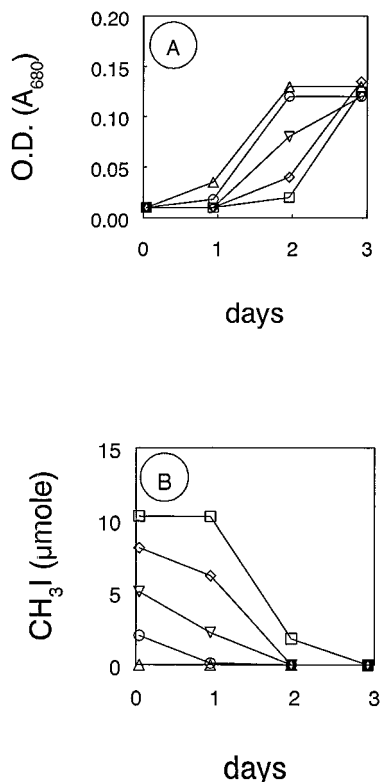 A
0.20
0.15
0.10
0.05
0.00
O.D. (A680)
0 1 2 3
days
B
15
10
5
0
CH3I (μmole)
0 1 2 3
days